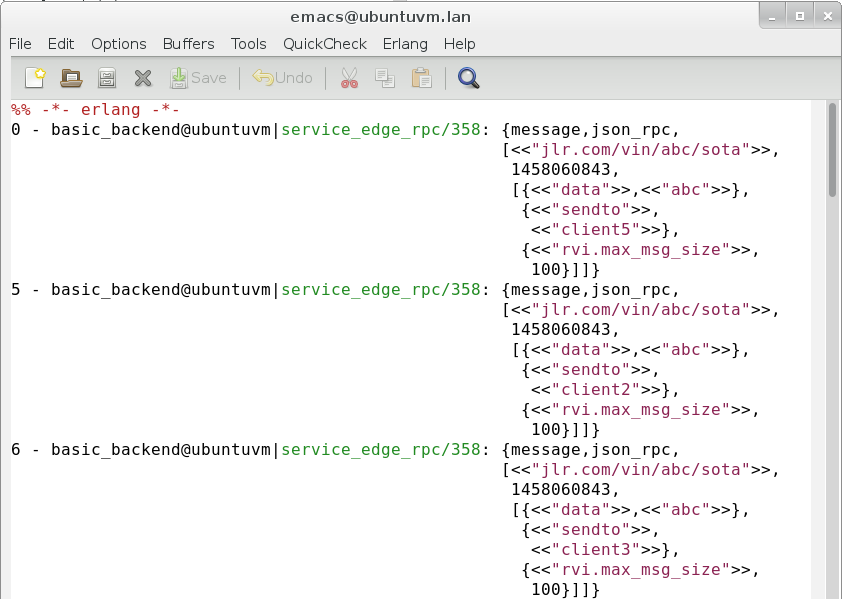 emacs@ubuntuvm.lan
File Edit Options Buffers Tools QuickCheck Erlang Help
Save Undo
%% -*- erlang -*-
0 - basic_backend@ubuntuvm|service_edge_rpc/358: {message,json_rpc,
[<<"jlr.com/vin/abc/sota">>,
1458060843,
[{<<"data">>,<<"abc">>},
{<<"sendto">>,
<<"client5">>},
{<<"rvi.max_msg_size">>,
100}]]}
5 - basic_backend@ubuntuvm|service_edge_rpc/358: {message,json_rpc,
[<<"jlr.com/vin/abc/sota">>,
1458060843,
[{<<"data">>,<<"abc">>},
{<<"sendto">>,
<<"client2">>},
{<<"rvi.max_msg_size">>,
100}]]}
6 - basic_backend@ubuntuvm|service_edge_rpc/358: {message,json_rpc,
[<<"jlr.com/vin/abc/sota">>,
1458060843,
[{<<"data">>,<<"abc">>},
{<<"sendto">>,
<<"client3">>},
{<<"rvi.max_msg_size">>,
100}]]}